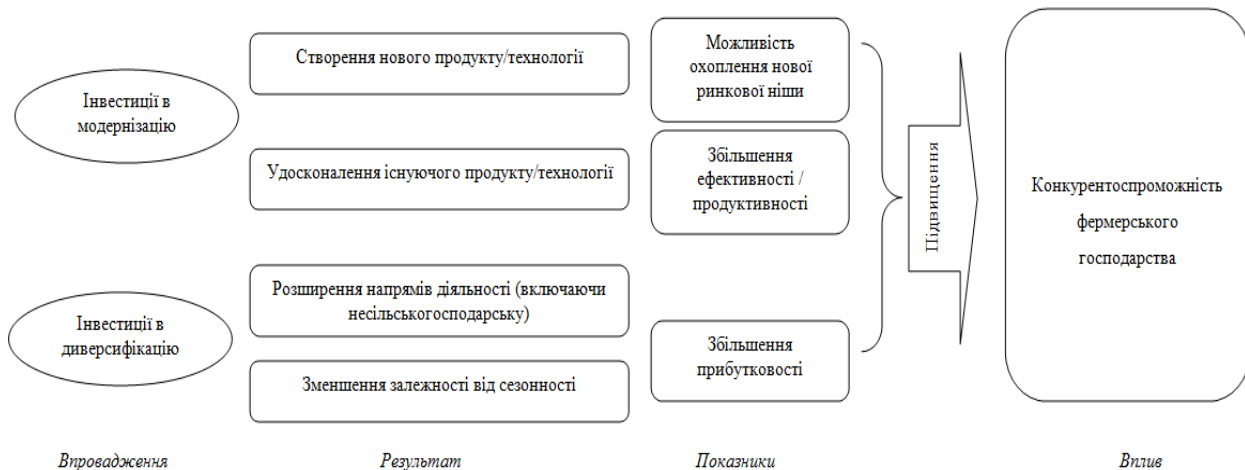 Інвестиції в
модернізацію
Створення нового продукту/технології
Удосконалення існуючого продукту/технології
Можливість
охоплення нової
ринкової ніши
Збільшення
ефективності /
продуктивності
Інвестиції в
диверсифікацію
Розширення напрямів діяльності (включаючи
несільськогосподарську)
Зменшення залежності від сезонності
Збільшення
прибутковості
Підвищення
Конкурентоспроможність
фермерського
господарства
Впровадження
Результат
Показники
Вплив